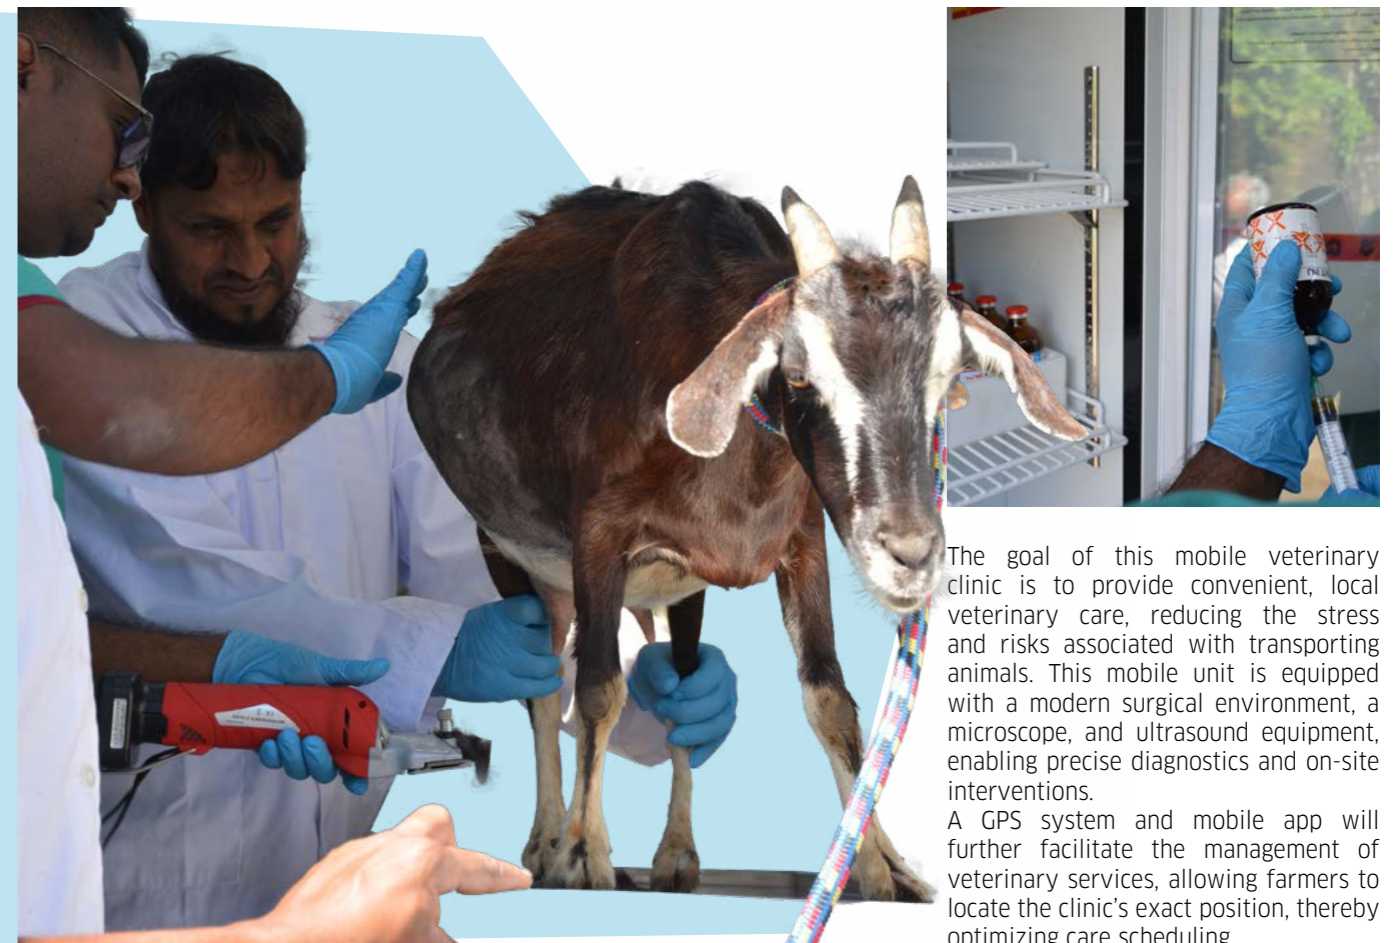 The goal of this mobile veterinary
clinic is to provide convenient, local
veterinary care, reducing the stress
and risks associated with transporting
animals. This mobile unit is equipped
with a modern surgical environment, a
microscope, and ultrasound equipment,
enabling precise diagnostics and on-site
interventions.
A GPS system and mobile app will
further facilitate the management of
veterinary services, allowing farmers to
locate the clinic's exact position, thereby
optimizing care scheduling.